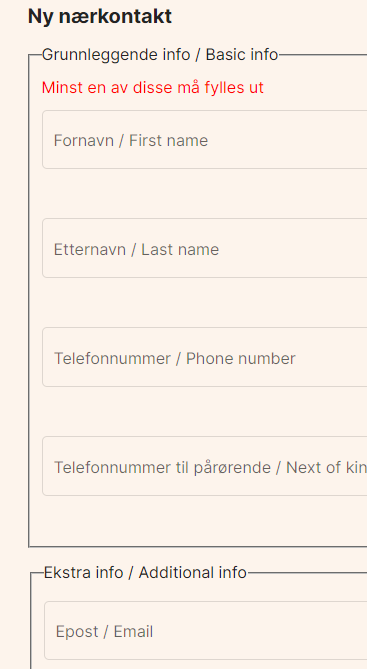 Ny nærkontakt
Grunnleggende info / Basic info
Minst en av disse må fylles ut
Fornavn / First name
Etternavn / Last name
Telefonnummer / Phone number
Telefonnummer til pårørende / Next of kin
Ekstra info / Additional info
Epost / Email